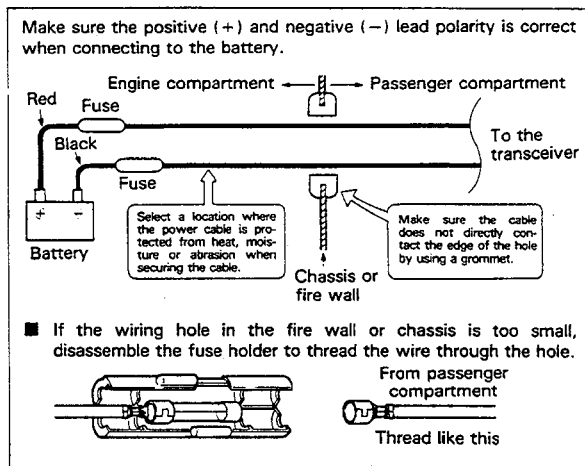 Make sure the positive (+) and negative (−) lead polarity is correct
when connecting to the battery.
Engine compartment
Passenger compartment
Red
Fuse
Black
Fuse
To the
transceiver
+
−
Battery
Select a location where
the power cable is pro-
tected from heat, mois-
ture or abrasion when
securing the cable.
Make sure the cable
does not directly con-
tact the edge of the hole
by using a grommet.
Chassis or
fire wall
■ If the wiring hole in the fire wall or chassis is too small,
disassemble the fuse holder to thread the wire through the hole.
From passenger
compartment
Thread like this